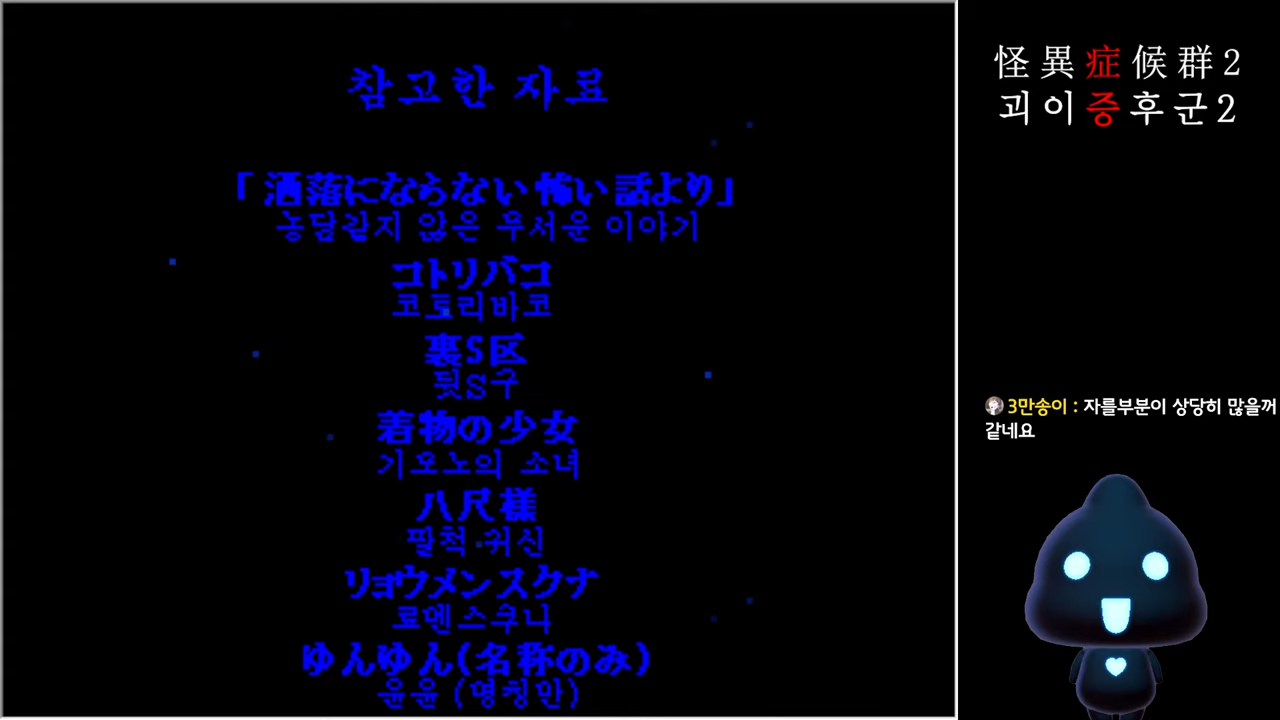 참고한 자료
「洒落にならない怖い話より」
농담같지 않은 무서운 이야기
コトリバコ
코토리바코
裏S区
뒷S구
着物の少女
기모노의 소녀
八尺様
팔척 귀신
リョウメンスクナ
료멘스쿠나
ゆんゆん(名称のみ)
윤윤 (명칭만)
怪異症候群2
괴이증후군2
3만송이 : 자를부분이 상당히 많을꺼
같네요